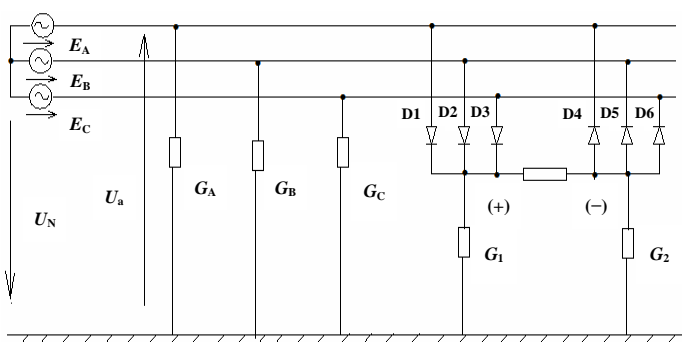 E_A
E_B
E_C
D1 D2 D3 D4 D5 D6
U_a
G_A
G_B
G_C
U_N
(+) (−)
G_1
G_2